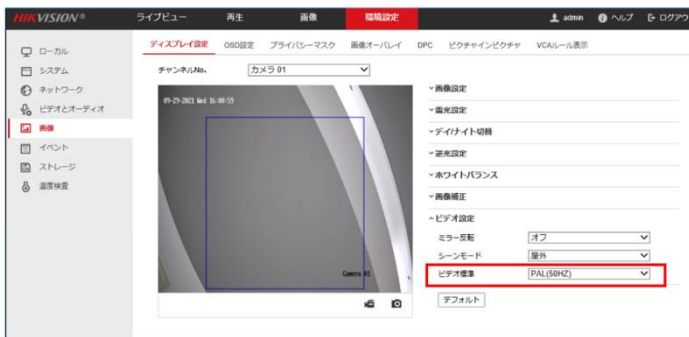 HIKVISION®
ライブビュー 再生 画像 環境設定 admin ヘルプ ログアウ
ローカル
システム
ネットワーク
ビデオとオーディオ
画像
イベント
ストレージ
温度検査
ディスプレイ設定 OSD設定 プライバシーマスク 画像オーバレイ DPC ピクチャインピクチャ VCAルール表示
チャンネルNo. カメラ 01
09-29-2021 Wed 16:00:59
Camera 01
画像設定
露光設定
デイ/ナイト切替
逆光設定
ホワイトバランス
画像補正
ビデオ設定
ミラー反転 オフ
シーンモード 屋外
ビデオ標準 PAL(50HZ)
デフォルト